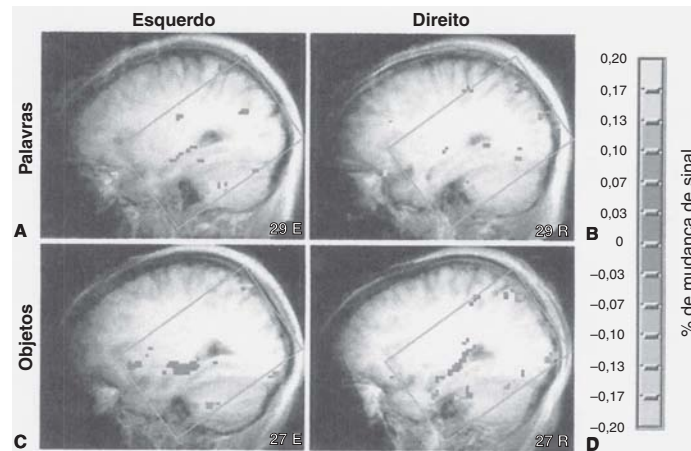 Esquerdo
Direito
Palavras
A
29 E
29 R
B
Objetos
C
27 E
27 R
D
0,20
0,17
0,13
0,10
0,07
0,03
0
–0,03
–0,07
–0,10
–0,13
–0,17
–0,20
% de mudança de sinal